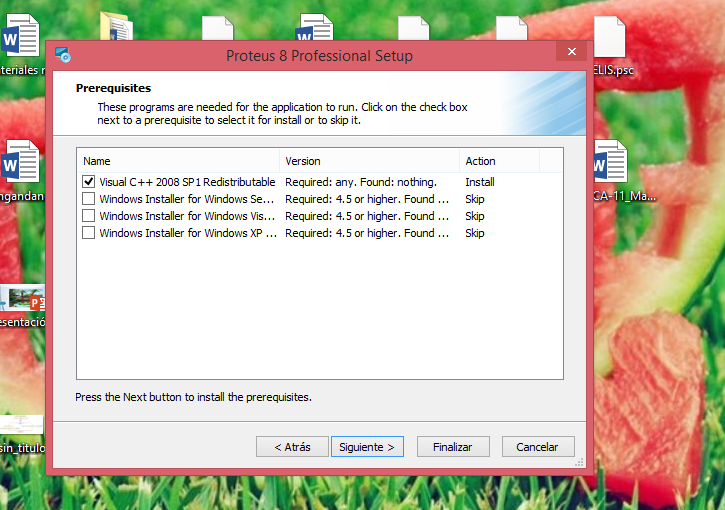 Proteus 8 Professional Setup
Prerequisites
These programs are needed for the application to run. Click on the check box
next to a prerequisite to select it for install or to skip it.
Name Version Action
Visual C++ 2008 SP1 Redistributable Required: any. Found: nothing. Install
Windows Installer for Windows Se... Required: 4.5 or higher. Found ... Skip
Windows Installer for Windows Vis... Required: 4.5 or higher. Found ... Skip
Windows Installer for Windows XP ... Required: 4.5 or higher. Found ... Skip
Press the Next button to install the prerequisites.
< Atrás Siguiente > Finalizar Cancelar
teriales r
ELIS.psc
ngandan
CA-11_Ma...
esentació
sin_titulo